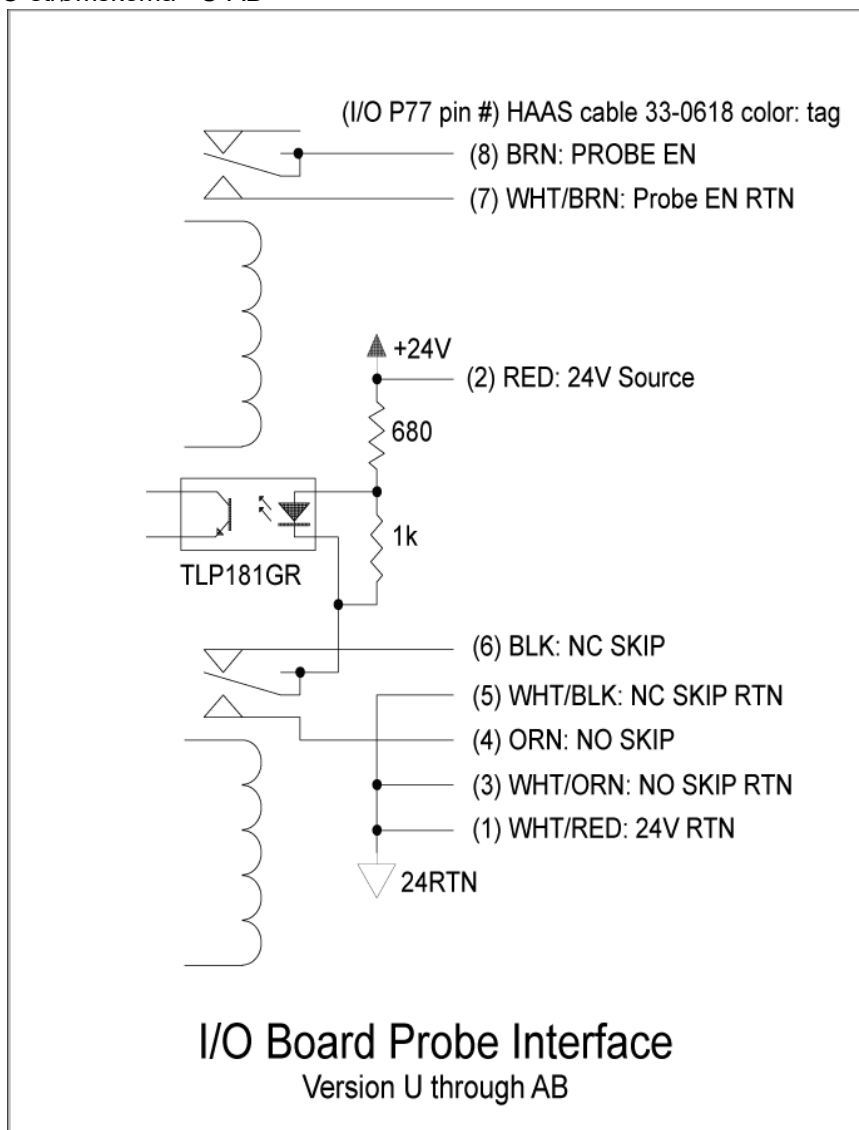 (I/O P77 pin #) HAAS cable 33-0618 color: tag
(8) BRN: PROBE EN
(7) WHT/BRN: Probe EN RTN
+24V
(2) RED: 24V Source
680
1k
TLP181GR
(6) BLK: NC SKIP
(5) WHT/BLK: NC SKIP RTN
(4) ORN: NO SKIP
(3) WHT/ORN: NO SKIP RTN
(1) WHT/RED: 24V RTN
24RTN
I/O Board Probe Interface
Version U through AB